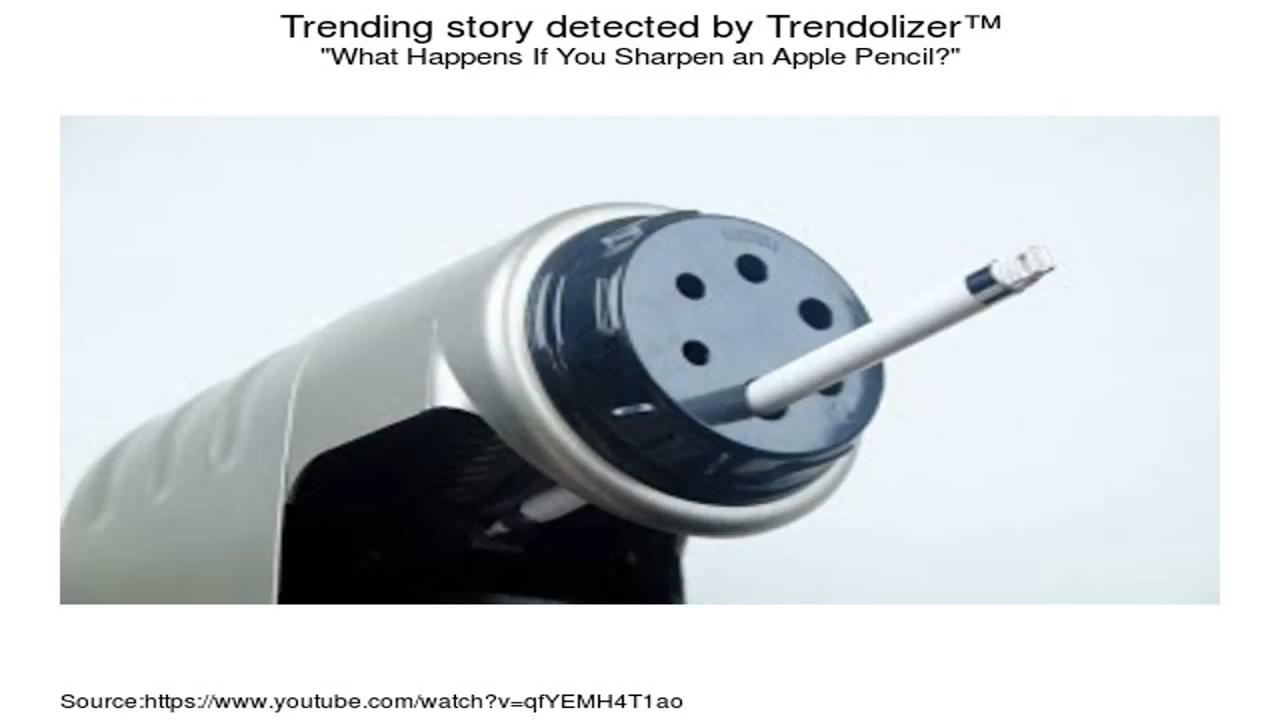 Trending story detected by Trendolizer™
"What Happens If You Sharpen an Apple Pencil?"
Source:https://www.youtube.com/watch?v=qfYEMH4T1ao